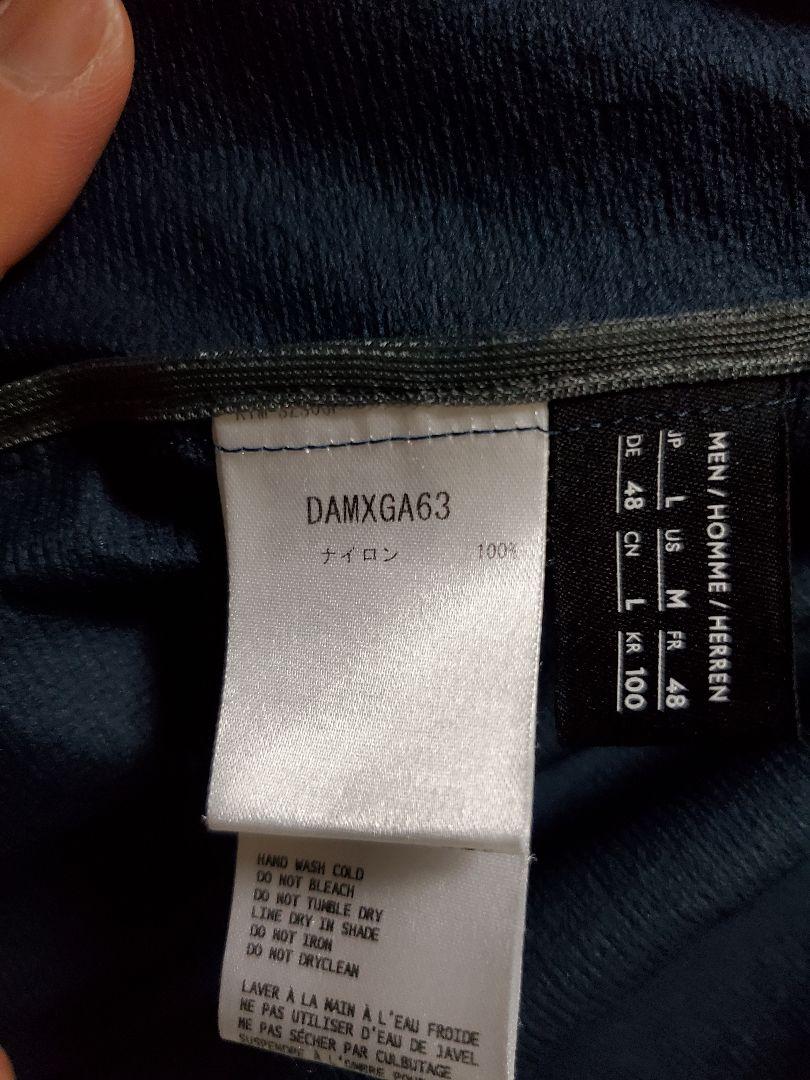 DAMXGA63
ナイロン 100%
HAND WASH COLD
DO NOT BLEACH
DO NOT TUMBLE DRY
LINE DRY IN SHADE
DO NOT IRON
DO NOT DRYCLEAN
LAVER À LA MAIN À L'EAU FROIDE
NE PAS UTILISER D'EAU DE JAVEL
NE PAS SÉCHER PAR CULBUTAGE
SUSPENDRE À L'OMBRE
MEN / HOMME / HERREN
JP L US M FR 48
DE 48 CN L KR 100